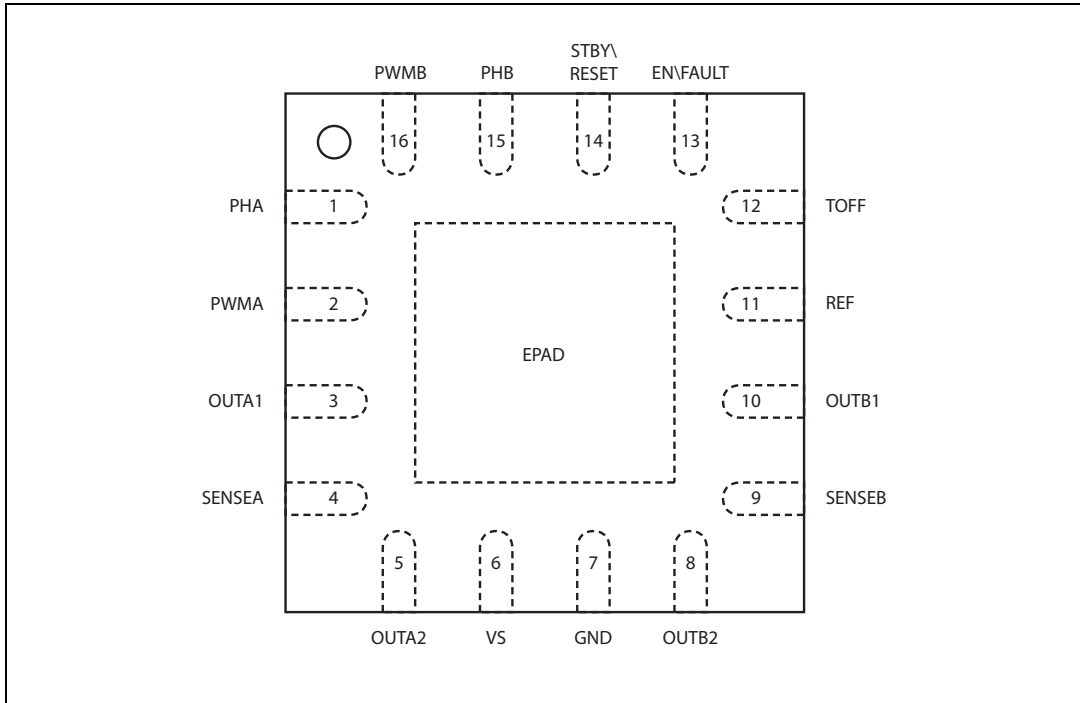 STBY\
PWMB PHB RESET EN\FAULT
16 15 14 13
PHA 1 12 TOFF
PWMA 2 11 REF
EPAD
OUTA1 3 10 OUTB1
SENSEA 4 9 SENSEB
5 6 7 8
OUTA2 VS GND OUTB2